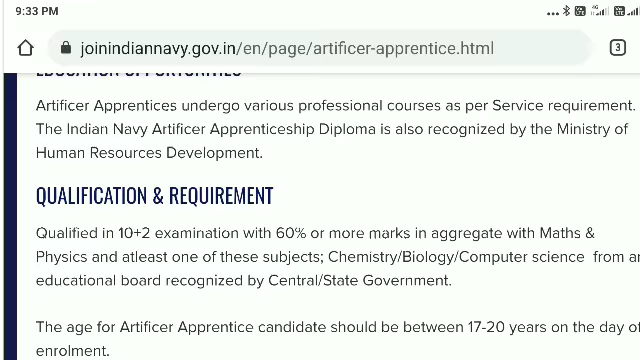 9:33 PM
4G
joinindiannavy.gov.in/en/page/artificer-apprentice.html
3
EDUCATION OPPORTUNITIES
Artificer Apprentices undergo various professional courses as per Service requirement.
The Indian Navy Artificer Apprenticeship Diploma is also recognized by the Ministry of
Human Resources Development.
QUALIFICATION & REQUIREMENT
Qualified in 10+2 examination with 60% or more marks in aggregate with Maths &
Physics and atleast one of these subjects; Chemistry/Biology/Computer science from an
educational board recognized by Central/State Government.
The age for Artificer Apprentice candidate should be between 17-20 years on the day of
enrolment.